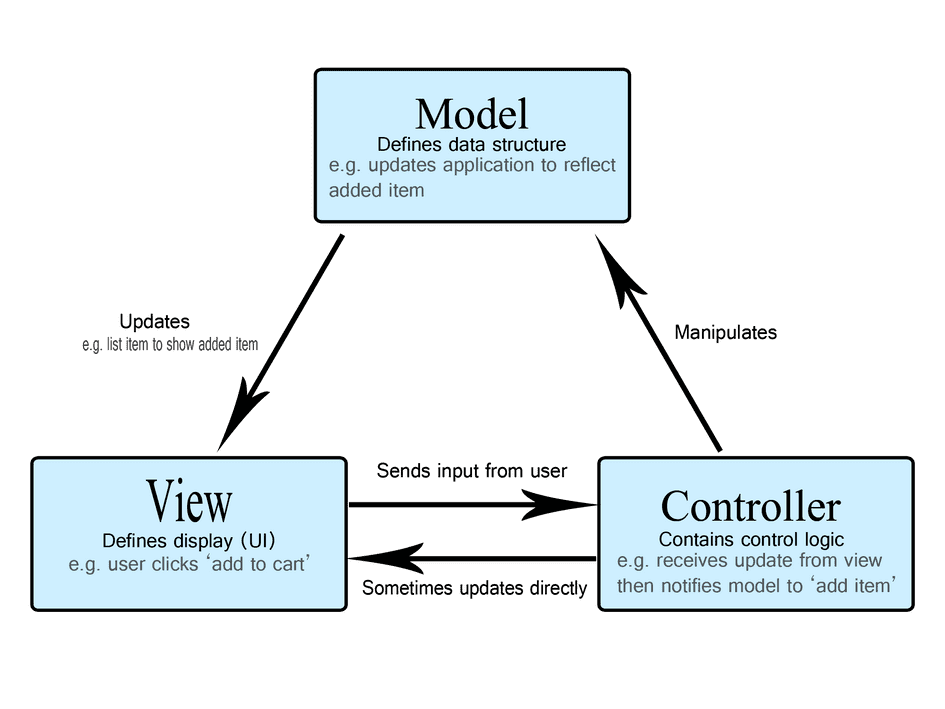 Model
Defines data structure
e.g. updates application to reflect
added item
Updates
e.g. list item to show added item
Manipulates
View
Defines display (UI)
e.g. user clicks ‘add to cart’
Sends input from user
Sometimes updates directly
Controller
Contains control logic
e.g. receives update from view
then notifies model to ‘add item’